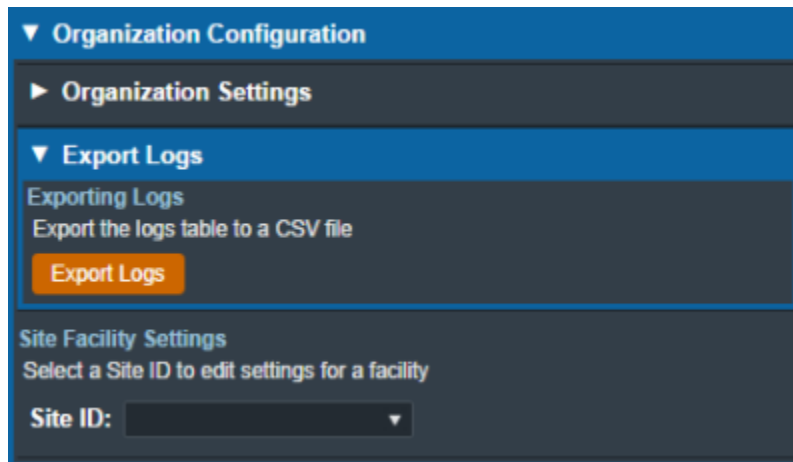 ▼ Organization Configuration
► Organization Settings
▼ Export Logs
Exporting Logs
Export the logs table to a CSV file
Export Logs
Site Facility Settings
Select a Site ID to edit settings for a facility
Site ID: